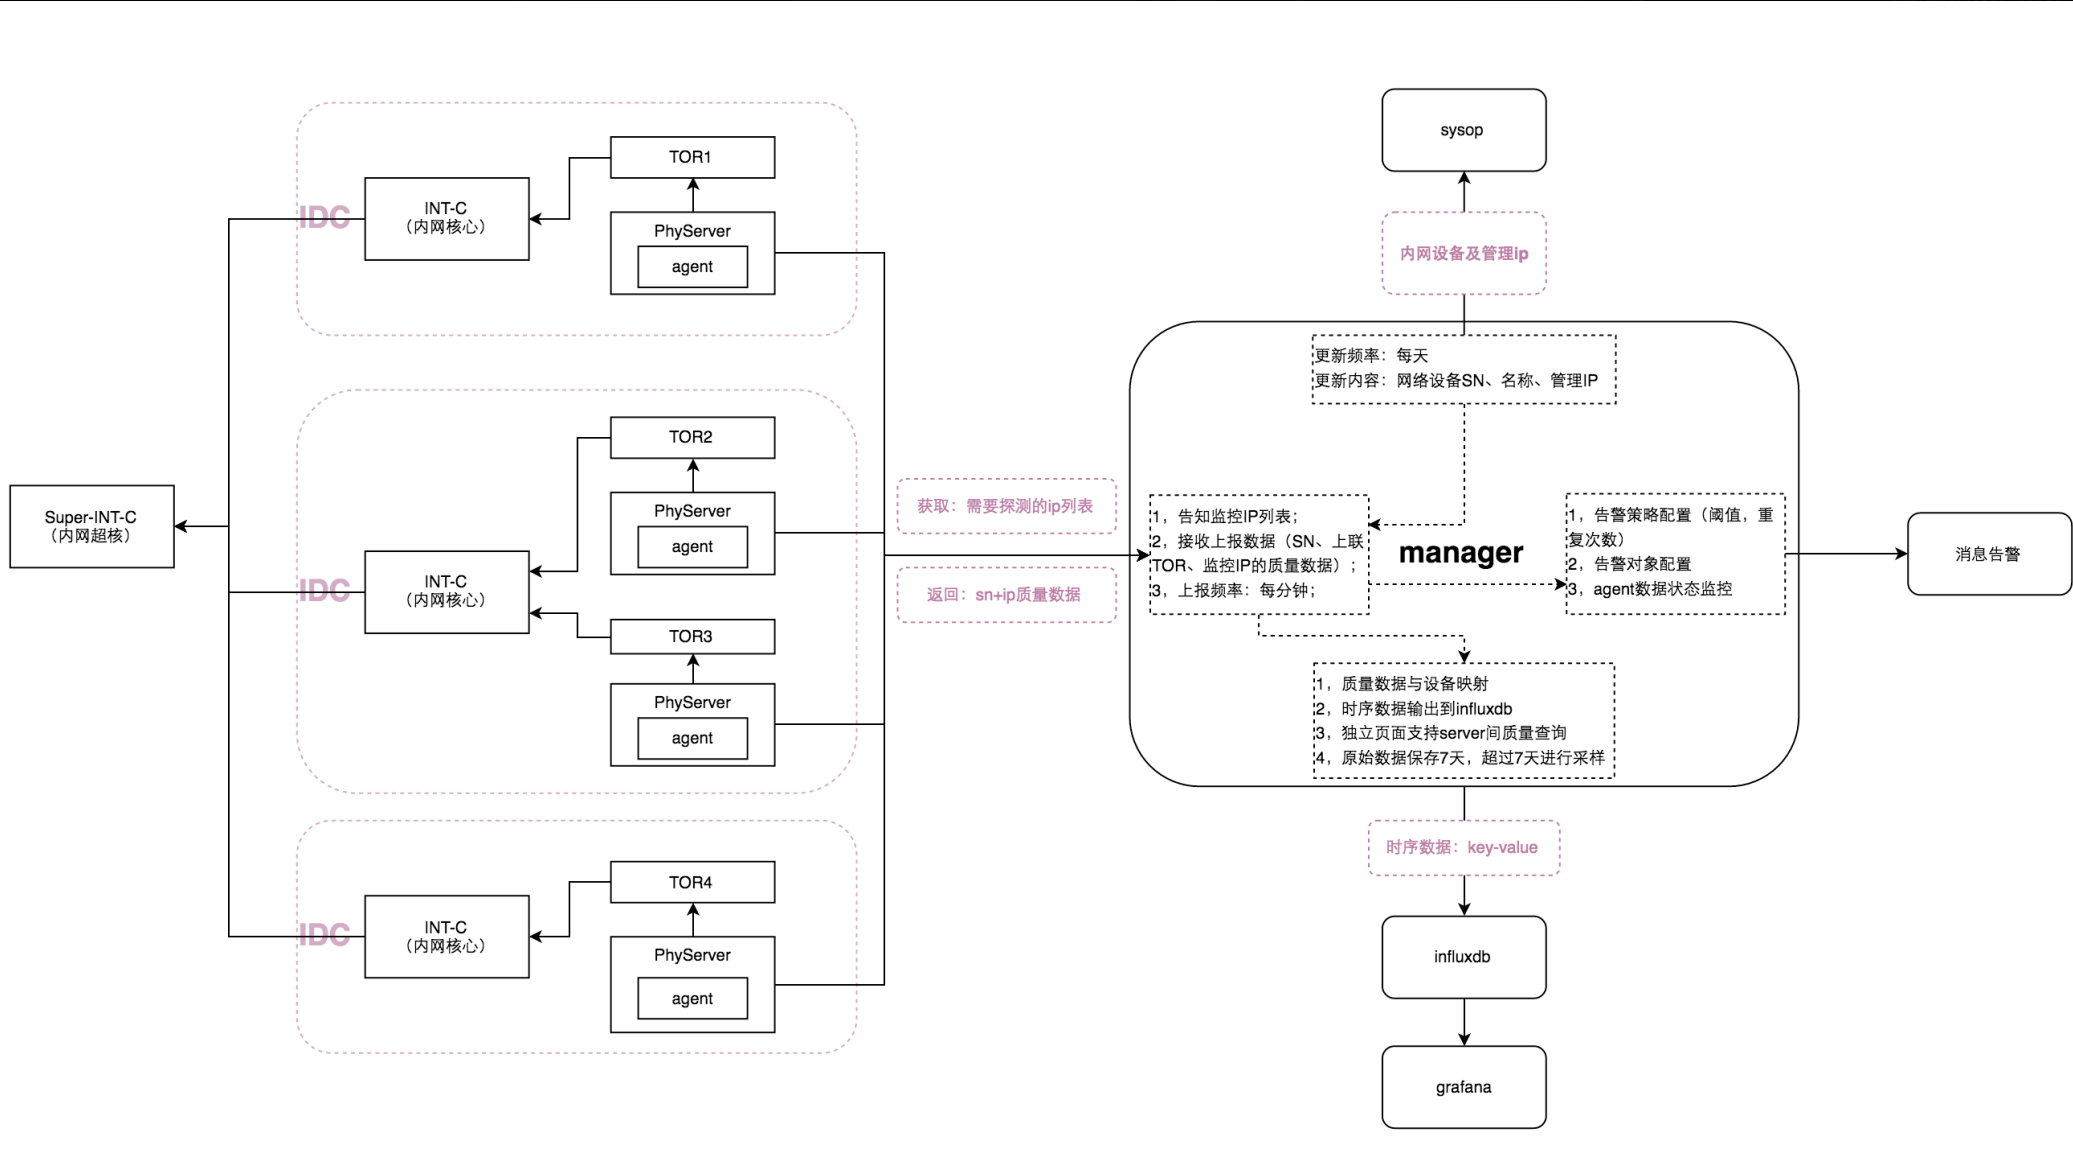 Super-INT-C
（内网超核）
IDC
INT-C
（内网核心）
TOR1
PhyServer
agent
IDC
INT-C
（内网核心）
TOR2
PhyServer
agent
TOR3
PhyServer
agent
IDC
INT-C
（内网核心）
TOR4
PhyServer
agent
获取：需要探测的ip列表
返回：sn+ip质量数据
sysop
内网设备及管理ip
更新频率：每天
更新内容：网络设备SN、名称、管理IP
1，告知监控IP列表；
2，接收上报数据（SN、上联
TOR、监控IP的质量数据）；
3，上报频率：每分钟；
manager
1，告警策略配置（阈值，重
复次数）
2，告警对象配置
3，agent数据状态监控
消息告警
1，质量数据与设备映射
2，时序数据输出到influxdb
3，独立页面支持server间质量查询
4，原始数据保存7天，超过7天进行采样
时序数据：key-value
influxdb
grafana